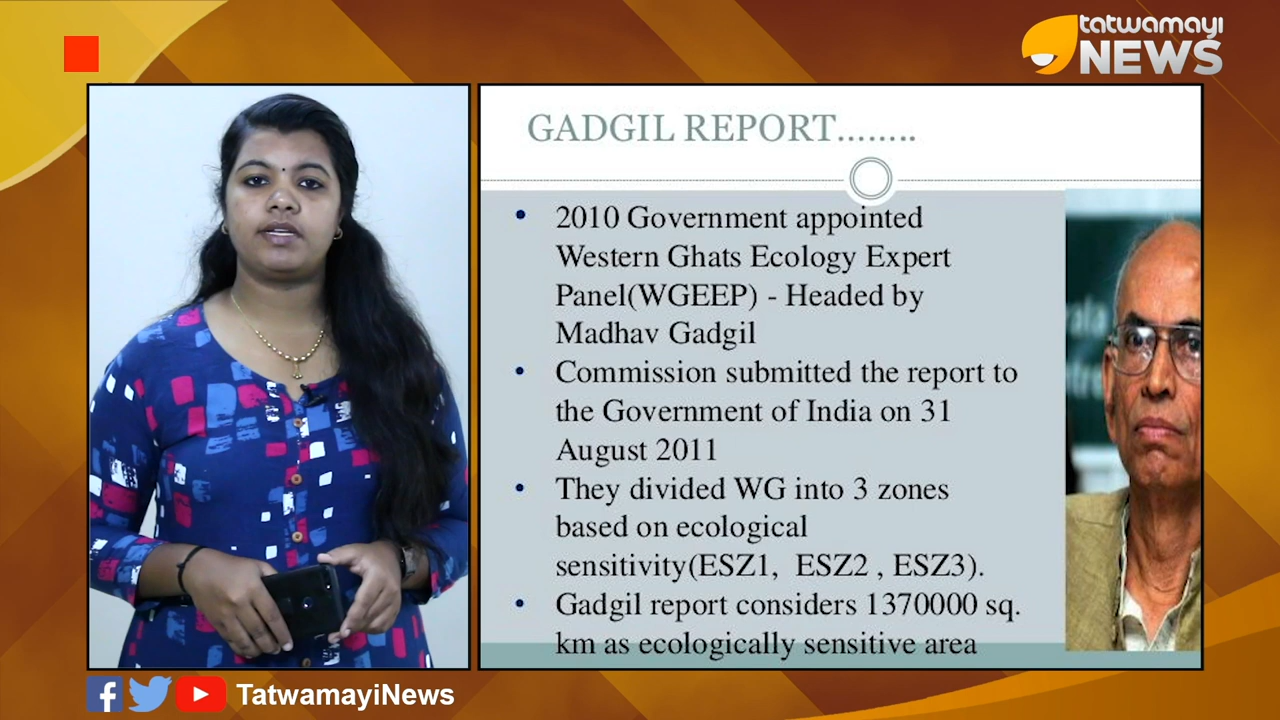 tatwamayi
NEWS
GADGIL REPORT........
• 2010 Government appointed
Western Ghats Ecology Expert
Panel(WGEEP) - Headed by
Madhav Gadgil
• Commission submitted the report to
the Government of India on 31
August 2011
• They divided WG into 3 zones
based on ecological
sensitivity(ESZ1, ESZ2 , ESZ3).
• Gadgil report considers 1370000 sq.
km as ecologically sensitive area
TatwamayiNews